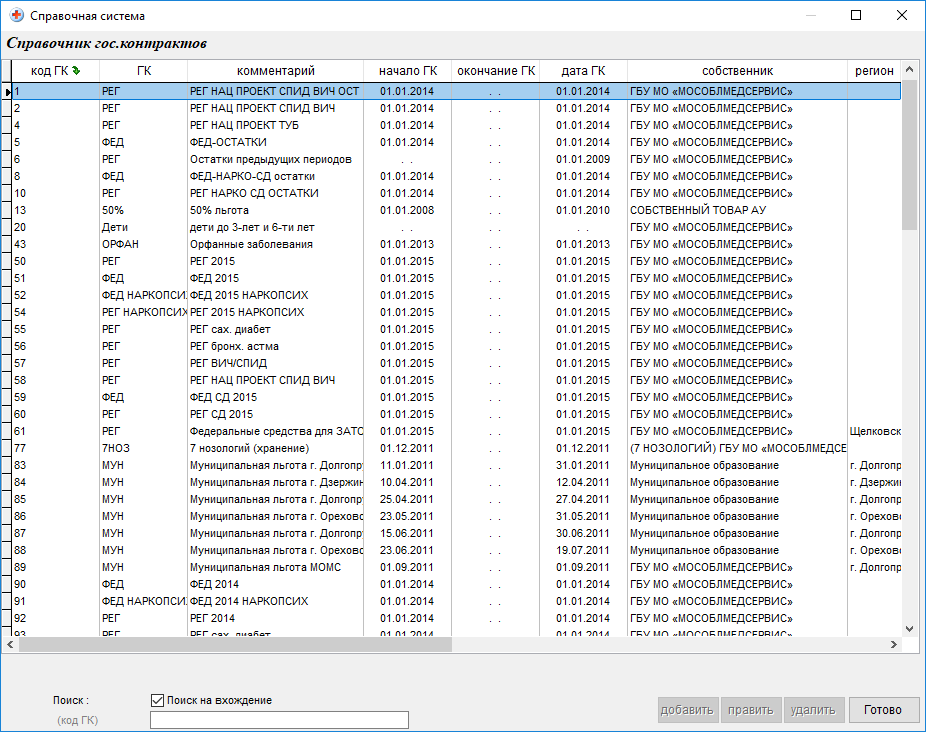 Справочная система
Справочник гос.контрактов
код ГК ГК комментарий начало ГК окончание ГК дата ГК собственник регион
1 РЕГ РЕГ НАЦ ПРОЕКТ СПИД ВИЧ ОСТ 01.01.2014 . . 01.01.2014 ГБУ МО «МОСОБЛМЕДСЕРВИС»
2 РЕГ РЕГ НАЦ ПРОЕКТ СПИД ВИЧ 01.01.2014 . . 01.01.2014 ГБУ МО «МОСОБЛМЕДСЕРВИС»
4 РЕГ РЕГ НАЦ ПРОЕКТ ТУБ 01.01.2014 . . 01.01.2014 ГБУ МО «МОСОБЛМЕДСЕРВИС»
5 ФЕД ФЕД-ОСТАТКИ 01.01.2014 . . 01.01.2014 ГБУ МО «МОСОБЛМЕДСЕРВИС»
6 РЕГ Остатки предыдущих периодов . . . . 01.01.2009 ГБУ МО «МОСОБЛМЕДСЕРВИС»
8 ФЕД ФЕД-НАРКО-СД остатки 01.01.2014 . . 01.01.2014 ГБУ МО «МОСОБЛМЕДСЕРВИС»
10 РЕГ РЕГ НАРКО СД ОСТАТКИ 01.01.2014 . . 01.01.2014 ГБУ МО «МОСОБЛМЕДСЕРВИС»
13 50% 50% льгота 01.01.2008 . . 01.01.2010 СОБСТВЕННЫЙ ТОВАР АУ
20 Дети дети до 3-лет и 6-ти лет . . . . . . ГБУ МО «МОСОБЛМЕДСЕРВИС»
43 ОРФАН Орфанные заболевания 01.01.2013 . . 01.01.2013 ГБУ МО «МОСОБЛМЕДСЕРВИС»
50 РЕГ РЕГ 2015 01.01.2015 . . 01.01.2015 ГБУ МО «МОСОБЛМЕДСЕРВИС»
51 ФЕД ФЕД 2015 01.01.2015 . . 01.01.2015 ГБУ МО «МОСОБЛМЕДСЕРВИС»
52 ФЕД НАРКОПСИ ФЕД 2015 НАРКОПСИХ 01.01.2015 . . 01.01.2015 ГБУ МО «МОСОБЛМЕДСЕРВИС»
54 РЕГ НАРКОПСИХ РЕГ 2015 НАРКОПСИХ 01.01.2015 . . 01.01.2015 ГБУ МО «МОСОБЛМЕДСЕРВИС»
55 РЕГ РЕГ сах. диабет 01.01.2015 . . 01.01.2015 ГБУ МО «МОСОБЛМЕДСЕРВИС»
56 РЕГ РЕГ бронх. астма 01.01.2015 . . 01.01.2015 ГБУ МО «МОСОБЛМЕДСЕРВИС»
57 РЕГ РЕГ ВИЧ/СПИД 01.01.2015 . . 01.01.2015 ГБУ МО «МОСОБЛМЕДСЕРВИС»
58 РЕГ РЕГ НАЦ ПРОЕКТ СПИД ВИЧ 01.01.2015 . . 01.01.2015 ГБУ МО «МОСОБЛМЕДСЕРВИС»
59 ФЕД ФЕД СД 2015 01.01.2015 . . 01.01.2015 ГБУ МО «МОСОБЛМЕДСЕРВИС»
60 РЕГ РЕГ СД 2015 01.01.2015 . . 01.01.2015 ГБУ МО «МОСОБЛМЕДСЕРВИС»
61 РЕГ Федеральные средства для ЗАТО 01.01.2015 . . 01.01.2015 ГБУ МО «МОСОБЛМЕДСЕРВИС» Щелковск
77 7НОЗ 7 нозологий (хранение) 01.12.2011 . . 01.12.2011 (7 НОЗОЛОГИЙ) ГБУ МО «МОСОБЛМЕДСЕ
83 МУН Муниципальная льгота г. Долгопру 11.01.2011 . . 31.01.2011 Муниципальное образование г. Долгопр
84 МУН Муниципальная льгота г. Дзержин 10.04.2011 . . 12.04.2011 Муниципальное образование г. Дзержи
85 МУН Муниципальная льгота г. Долгопру 25.04.2011 . . 27.04.2011 Муниципальное образование г. Долгопр
86 МУН Муниципальная льгота г. Орехово 23.05.2011 . . 31.05.2011 Муниципальное образование г. Орехово
87 МУН Муниципальная льгота г. Долгопру 15.06.2011 . . 30.06.2011 Муниципальное образование г. Долгопр
88 МУН Муниципальная льгота г. Орехово 23.06.2011 . . 19.07.2011 Муниципальное образование г. Орехово
89 МУН Муниципальная льгота МОМС 01.09.2011 . . 01.09.2011 ГБУ МО «МОСОБЛМЕДСЕРВИС» г. Долгопр
90 ФЕД ФЕД 2014 01.01.2014 . . 01.01.2014 ГБУ МО «МОСОБЛМЕДСЕРВИС»
91 ФЕД НАРКОПСИ ФЕД 2014 НАРКОПСИХ 01.01.2014 . . 01.01.2014 ГБУ МО «МОСОБЛМЕДСЕРВИС»
92 РЕГ РЕГ 2014 01.01.2014 . . 01.01.2014 ГБУ МО «МОСОБЛМЕДСЕРВИС»
93 РЕГ РЕГ сах. диабет 01.01.2014 . . 01.01.2014 ГБУ МО «МОСОБЛМЕДСЕРВИС»
Поиск : Поиск на вхождение
(код ГК)
добавить править удалить Готово